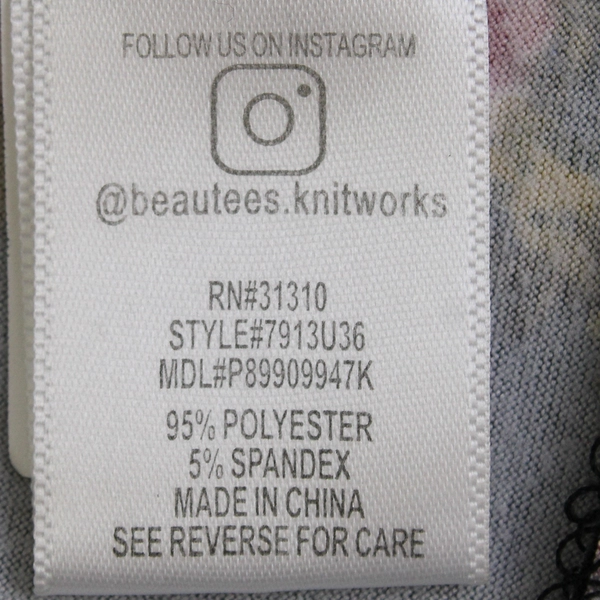 FOLLOW US ON INSTAGRAM
@beautees.knitworks
RN#31310
STYLE#7913U36
MDL#P89909947K
95% POLYESTER
5% SPANDEX
MADE IN CHINA
SEE REVERSE FOR CARE